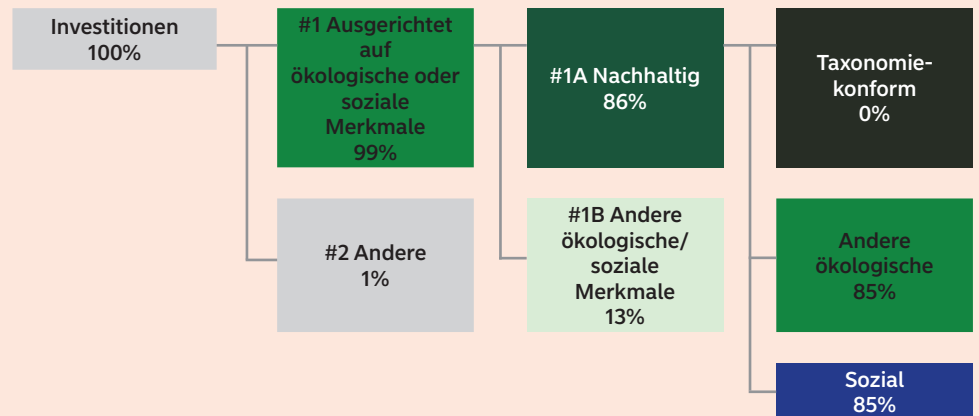 Investitionen
100%
#1 Ausgerichtet
auf
ökologische oder
soziale
Merkmale
99%
#1A Nachhaltig
86%
Taxonomie-
konform
0%
#2 Andere
1%
#1B Andere
ökologische/
soziale
Merkmale
13%
Andere
ökologische
85%
Sozial
85%